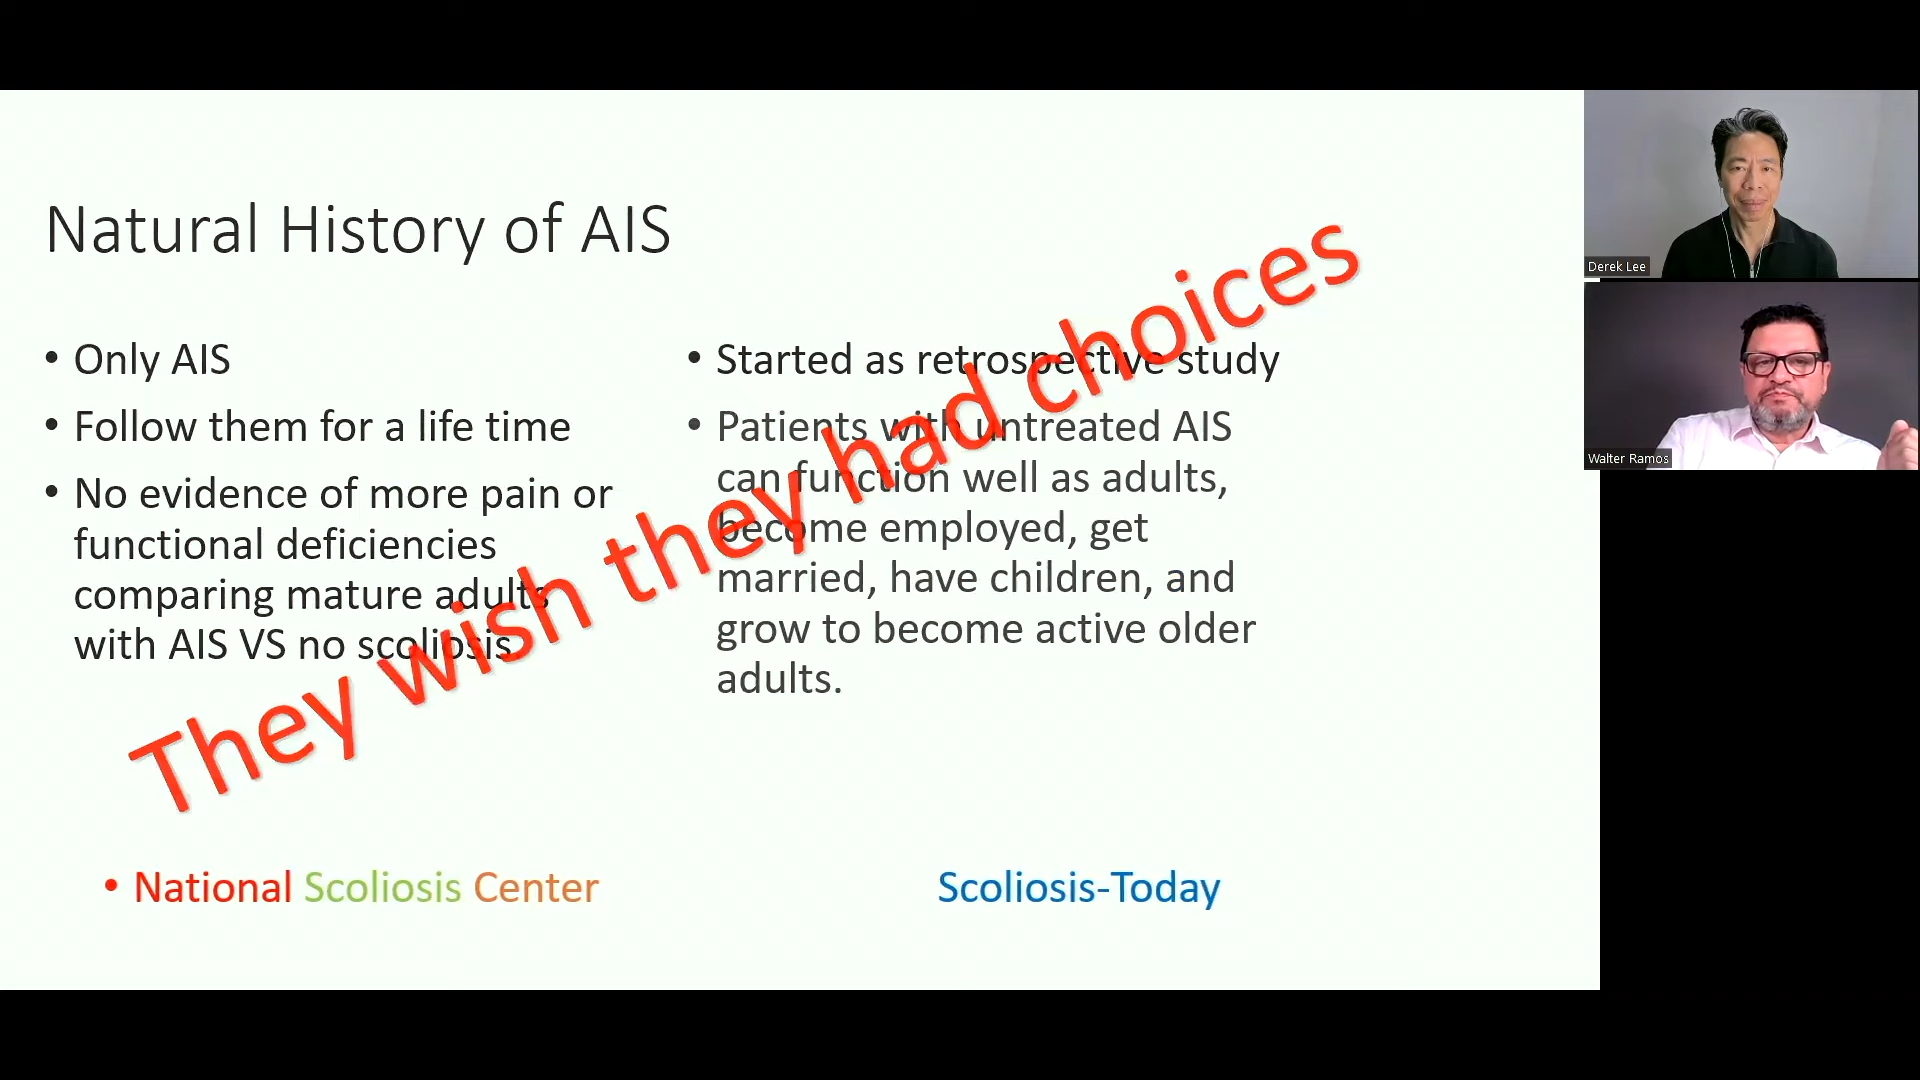 Natural History of AIS
• Only AIS
• Follow them for a life time
• No evidence of more pain or
functional deficiencies
comparing mature adults
with AIS VS no scoliosis
• Started as retrospective study
• Patients with untreated AIS
can function well as adults,
become employed, get
married, have children, and
grow to become active older
adults.
They wish they had choices
• National Scoliosis Center
Scoliosis-Today
Derek Lee
Walter Ramos